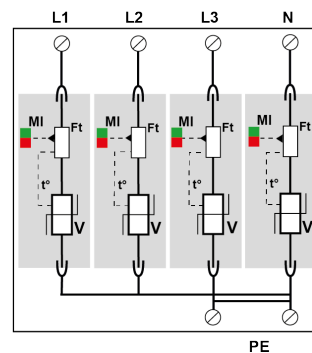 L1 L2 L3 N
MI Ft MI Ft MI Ft MI Ft
t° t° t° t°
V V V V
PE